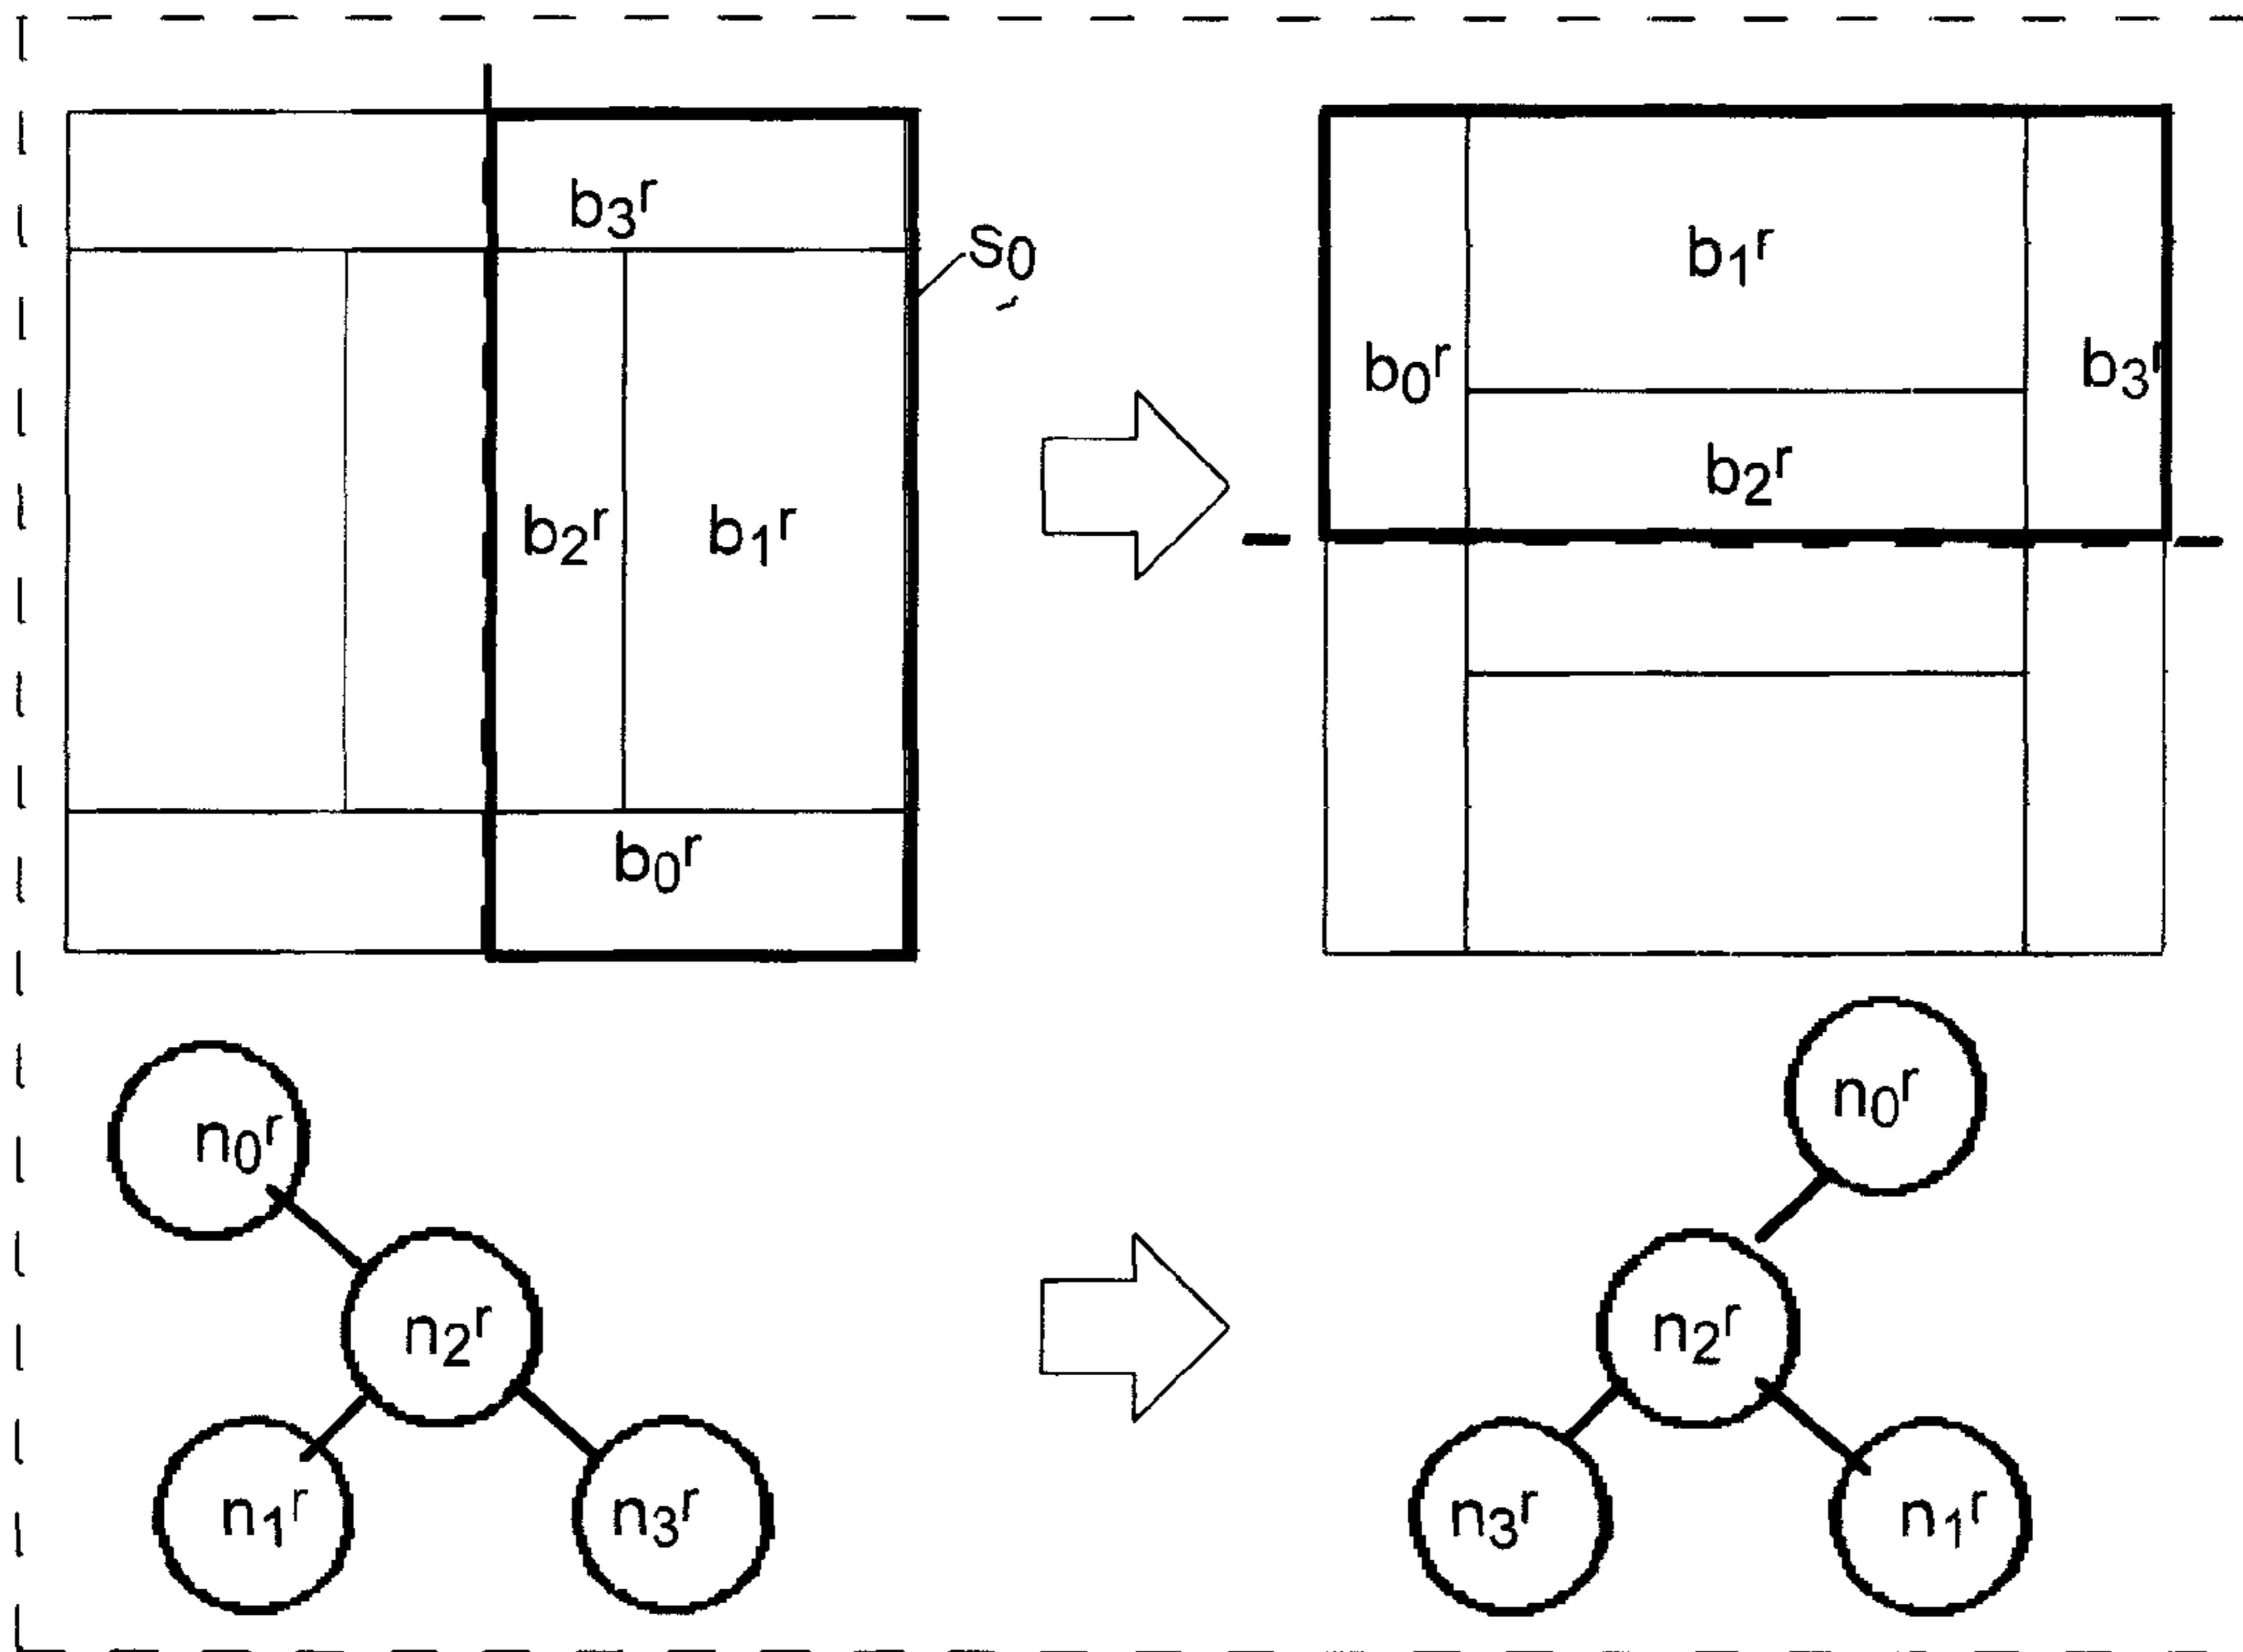 b₃ʳ
s₀
b₂ʳ b₁ʳ
b₀ʳ
b₁ʳ
b₀ʳ b₃ʳ
b₂ʳ
n₀ʳ
n₂ʳ
n₁ʳ n₃ʳ
n₀ʳ
n₂ʳ
n₃ʳ n₁ʳ